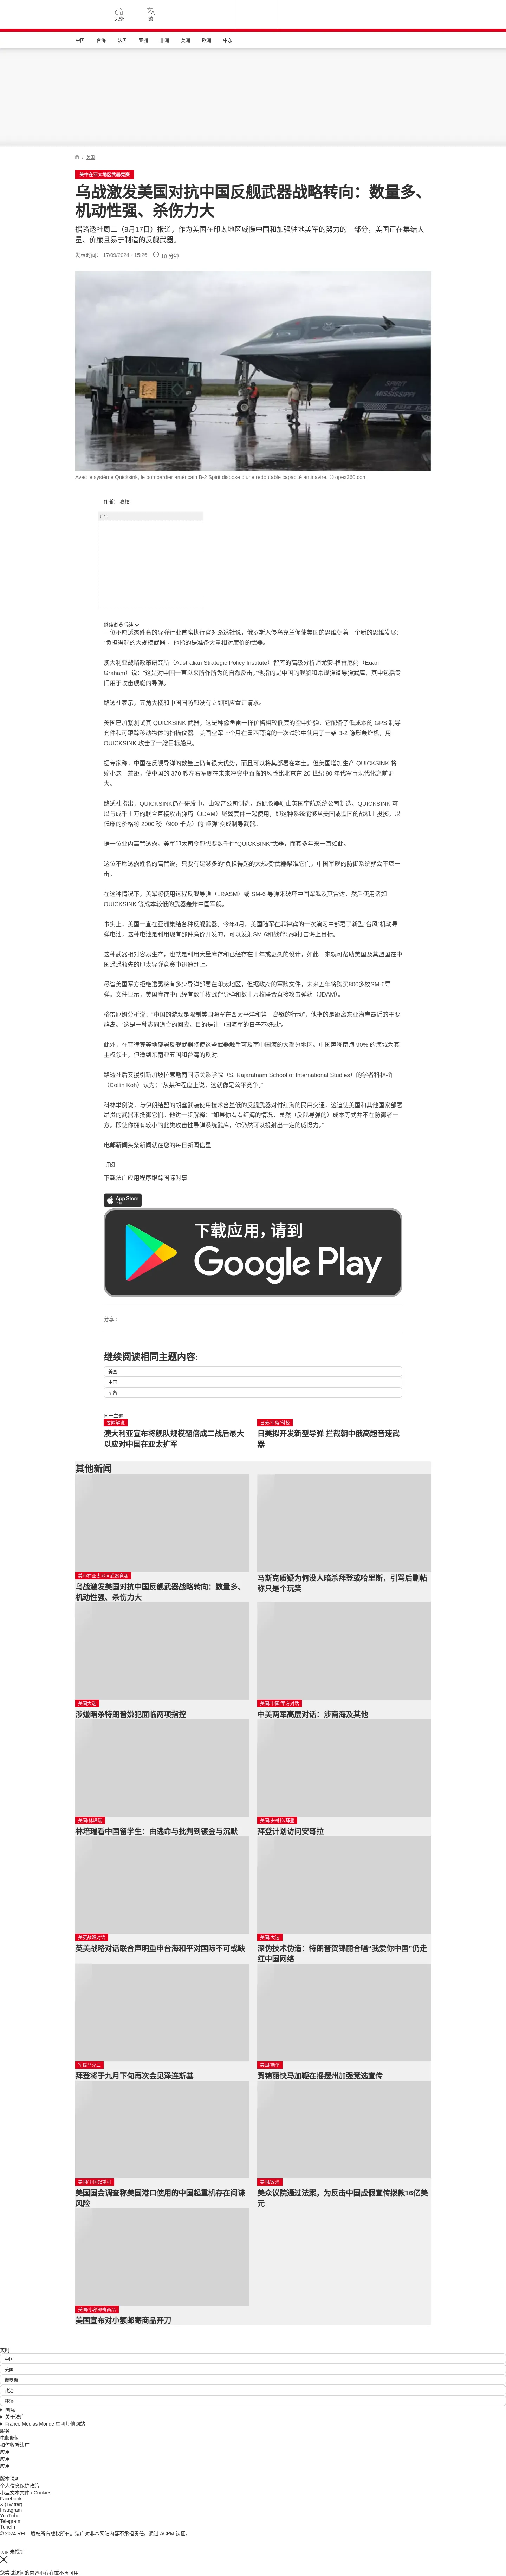 头条
繁
中国
台海
法国
亚洲
非洲
美洲
欧洲
中东
/ 美国
美中在亚太地区武器竞赛
乌战激发美国对抗中国反舰武器战略转向：数量多、
机动性强、杀伤力大
据路透社周二（9月17日）报道，作为美国在印太地区威慑中国和加强驻地美军的努力的一部分，美国正在集结大
量、价廉且易于制造的反舰武器。
发表时间： 17/09/2024 - 15:26
10 分钟
Avec le système Quicksink, le bombardier américain B-2 Spirit dispose d'une redoutable capacité antinavire. © opex360.com
作者： 夏榕
广告
继续浏览后续
一位不愿透露姓名的导弹行业首席执行官对路透社说，俄罗斯入侵乌克兰促使美国的思维朝着一个新的思维发展：
“负担得起的大规模武器”，他指的是准备大量相对廉价的武器。
澳大利亚战略政策研究所（Australian Strategic Policy Institute）智库的高级分析师尤安-格雷厄姆（Euan
Graham）说：“这是对中国一直以来所作所为的自然反击，”他指的是中国的舰艇和常规弹道导弹武库，其中包括专
门用于攻击舰艇的导弹。
路透社表示，五角大楼和中国国防部没有立即回应置评请求。
美国已加紧测试其 QUICKSINK 武器，这是种像鱼雷一样价格相较低廉的空中炸弹，它配备了低成本的 GPS 制导
套件和可跟踪移动物体的扫描仪器。美国空军上个月在墨西哥湾的一次试验中使用了一架 B-2 隐形轰炸机，用
QUICKSINK 攻击了一艘目标船只。
据专家称，中国在反舰导弹的数量上仍有很大优势，而且可以将其部署在本土。但美国增加生产 QUICKSINK 将
缩小这一差距，使中国的 370 艘左右军舰在未来冲突中面临的风险比北京在 20 世纪 90 年代军事现代化之前更
大。
路透社指出，QUICKSINK仍在研发中，由波音公司制造，跟踪仪器则由英国宇航系统公司制造。QUICKSINK 可
以与成千上万的联合直接攻击弹药（JDAM）尾翼套件一起使用，即这种系统能够从美国或盟国的战机上投掷，以
低廉的价格将 2000 磅（900 千克）的“哑弹”变成制导武器。
据一位业内高管透露，美军印太司令部想要数千件“QUICKSINK”武器，而其多年来一直如此。
这位不愿透露姓名的高管说，只要有足够多的“负担得起的大规模”武器瞄准它们，中国军舰的防御系统就会不堪一
击。
在这种情况下，美军将使用远程反舰导弹（LRASM）或 SM-6 导弹来破坏中国军舰及其雷达，然后使用诸如
QUICKSINK 等成本较低的武器轰炸中国军舰。
事实上，美国一直在亚洲集结各种反舰武器。今年4月，美国陆军在菲律宾的一次演习中部署了新型“台风”机动导
弹电池，这种电池是利用现有部件廉价开发的，可以发射SM-6和战斧导弹打击海上目标。
这种武器相对容易生产，也就是利用大量库存和已经存在十年或更久的设计，如此一来就可帮助美国及其盟国在中
国遥遥领先的印太导弹竞赛中迅速赶上。
尽管美国军方拒绝透露将有多少导弹部署在印太地区，但据政府的军购文件，未来五年将购买800多枚SM-6导
弹。文件显示，美国库存中已经有数千枚战斧导弹和数十万枚联合直接攻击弹药（JDAM）。
格雷厄姆分析说：“中国的游戏是限制美国海军在西太平洋和第一岛链的行动”，他指的是距离东亚海岸最近的主要
群岛。“这是一种志同道合的回应，目的是让中国海军的日子不好过”。
此外，在菲律宾等地部署反舰武器将使这些武器触手可及南中国海的大部分地区，中国声称南海 90% 的海域为其
主权领土，但遭到东南亚五国和台湾的反对。
路透社后又援引新加坡拉惹勒南国际关系学院（S. Rajaratnam School of International Studies）的学者科林-许
（Collin Koh）认为：“从某种程度上说，这就像是公平竞争。”
科林举例说，与伊朗结盟的胡塞武装使用技术含量低的反舰武器对付红海的民用交通，这迫使美国和其他国家部署
昂贵的武器来抵御它们。他进一步解释：“如果你看看红海的情况，显然（反舰导弹的）成本等式并不在防御者一
方，即使你拥有较小的此类攻击性导弹系统武库，你仍然可以投射出一定的威慑力。”
电邮新闻头条新闻就在您的每日新闻信里
订阅
下载法广应用程序跟踪国际时事
App Store
下载应用，请到
Google Play
分享 :
继续阅读相同主题内容:
美国
中国
军备
同一主题
要闻解说
澳大利亚宣布将舰队规模翻倍成二战后最大
以应对中国在亚太扩军
日美/军备/科技
日美拟开发新型导弹 拦截朝中俄高超音速武
器
其他新闻
美中在亚太地区武器竞赛
乌战激发美国对抗中国反舰武器战略转向：数量多、
机动性强、杀伤力大
马斯克质疑为何没人暗杀拜登或哈里斯，引骂后删帖
称只是个玩笑
美国大选
涉嫌暗杀特朗普嫌犯面临两项指控
美国/中国/军方对话
中美两军高层对话：涉南海及其他
美国/林培瑞
林培瑞看中国留学生：由逃命与批判到镀金与沉默
美国/安哥拉/拜登
拜登计划访问安哥拉
美英战略对话
英美战略对话联合声明重申台海和平对国际不可或缺
美国/大选
深伪技术伪造：特朗普贺锦丽合唱“我爱你中国”仍走
红中国网络
军援乌克兰
拜登将于九月下旬再次会见泽连斯基
美国/选举
贺锦丽快马加鞭在摇摆州加强竞选宣传
美国/中国起重机
美国国会调查称美国港口使用的中国起重机存在间谍
风险
美国/政治
美众议院通过法案，为反击中国虚假宣传拨款16亿美
元
美国/小额邮寄商品
美国宣布对小额邮寄商品开刀
实时
中国
美国
俄罗斯
政治
经济
国际
关于法广
France Médias Monde 集团其他网站
服务
电邮新闻
如何收听法广
应用
应用
应用
版本说明
个人信息保护政策
小型文本文件 / Cookies
Facebook
X (Twitter)
Instagram
YouTube
Telegram
TuneIn
© 2024 RFI – 版权所有版权所有。法广对非本网站内容不承担责任。通过 ACPM 认证。
页面未找到
您尝试访问的内容不存在或不再可用。